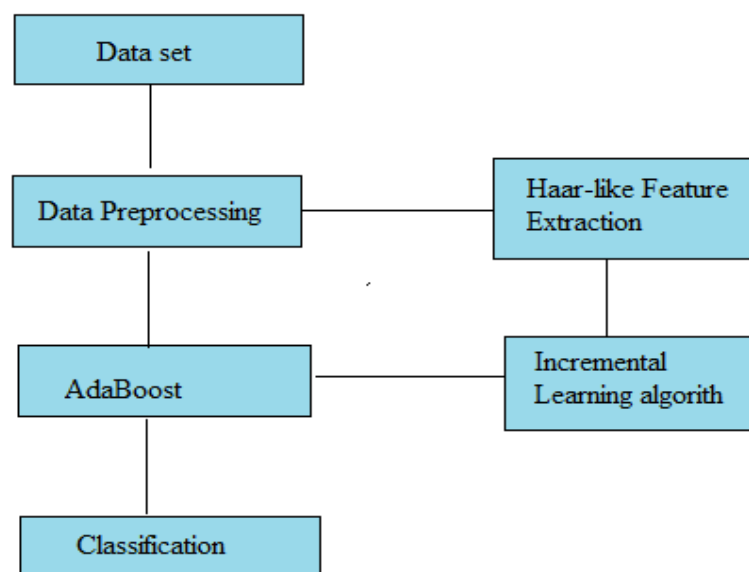 Data set
Data Preprocessing
Haar-like Feature
Extraction
AdaBoost
Incremental
Learning algorith
Classification